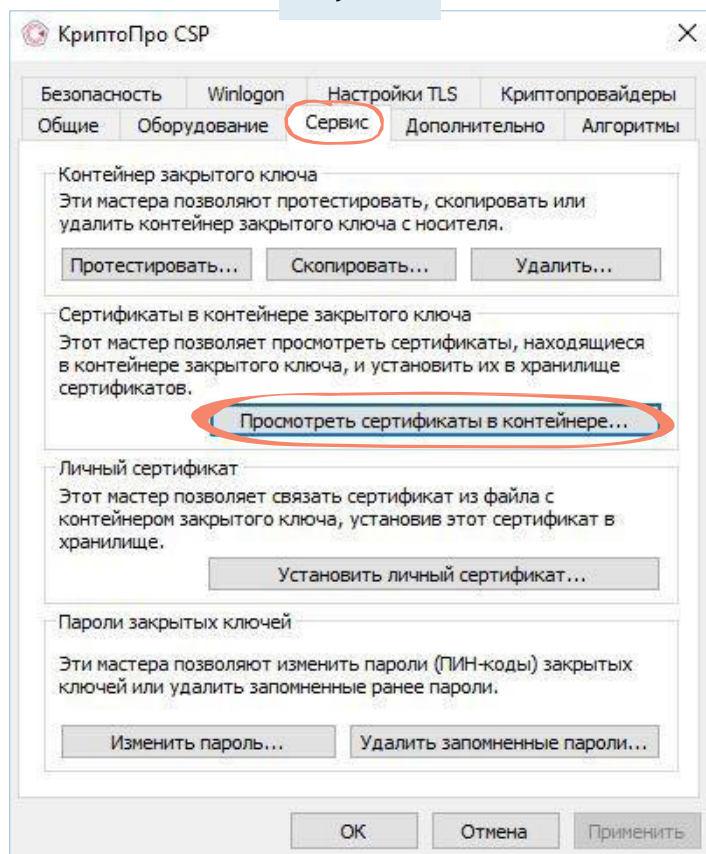 КриптоПро CSP
Безопасность Winlogon Настройки TLS Криптопровайдеры
Общие Оборудование Сервис Дополнительно Алгоритмы
Контейнер закрытого ключа
Эти мастера позволяют протестировать, скопировать или
удалить контейнер закрытого ключа с носителя.
Протестировать... Скопировать... Удалить...
Сертификаты в контейнере закрытого ключа
Этот мастер позволяет просмотреть сертификаты, находящиеся
в контейнере закрытого ключа, и установить их в хранилище
сертификатов.
Просмотреть сертификаты в контейнере...
Личный сертификат
Этот мастер позволяет связать сертификат из файла с
контейнером закрытого ключа, установив этот сертификат в
хранилище.
Установить личный сертификат...
Пароли закрытых ключей
Эти мастера позволяют изменить пароли (ПИН-коды) закрытых
ключей или удалить запомненные ранее пароли.
Изменить пароль... Удалить запомненные пароли...
ОК Отмена Применить